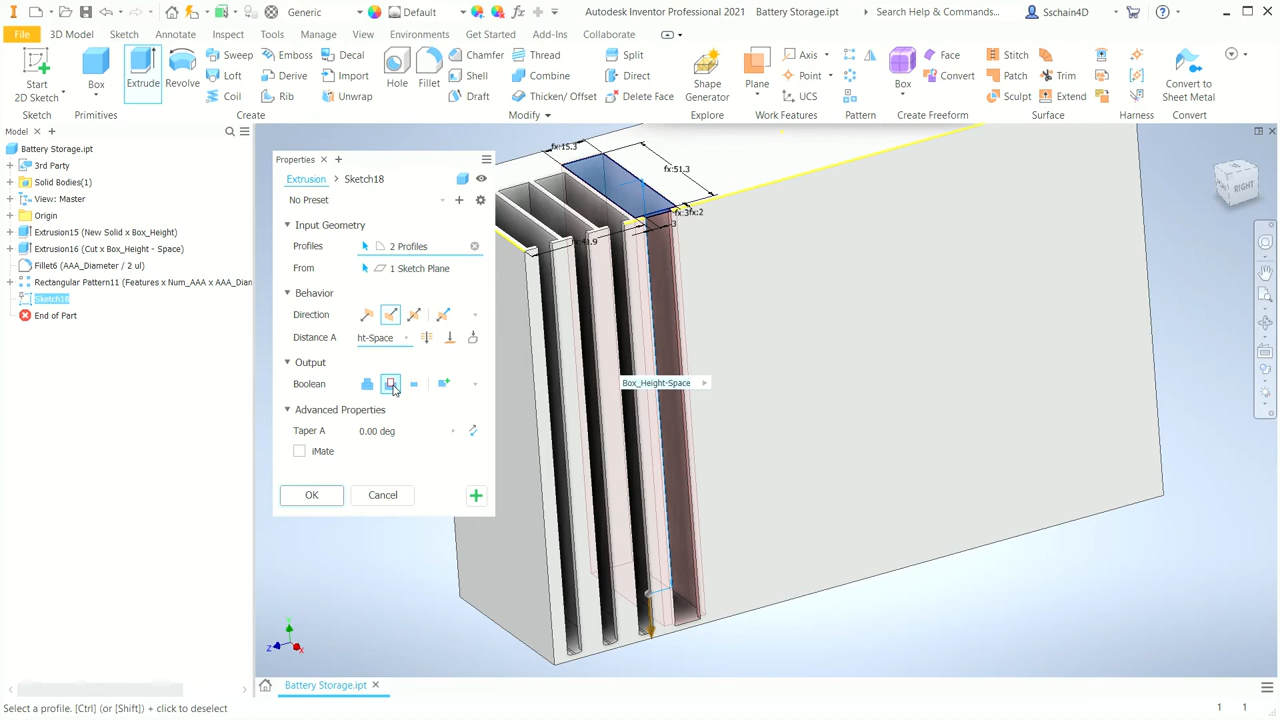 Generic
Default
Autodesk Inventor Professional 2021 Battery Storage.ipt
Search Help & Commands...
Sschain4D
File
3D Model
Sketch
Annotate
Inspect
Tools
Manage
View
Environments
Get Started
Add-Ins
Collaborate
Start
2D Sketch
Box
Extrude
Revolve
Sweep
Loft
Coil
Emboss
Derive
Rib
Decal
Import
Unwrap
Hole
Fillet
Chamfer
Shell
Draft
Thread
Combine
Thicken/ Offset
Split
Direct
Delete Face
Shape
Generator
Plane
Axis
Point
UCS
Box
Face
Convert
Stitch
Patch
Sculpt
Trim
Extend
Convert to
Sheet Metal
Sketch
Primitives
Create
Modify
Explore
Work Features
Pattern
Create Freeform
Surface
Harness
Convert
Model
Battery Storage.ipt
3rd Party
Solid Bodies(1)
View: Master
Origin
Extrusion15 (New Solid x Box_Height)
Extrusion16 (Cut x Box_Height - Space)
Fillet6 (AAA_Diameter / 2 ul)
Rectangular Pattern11 (Features x Num_AAA x AAA_Dian
Sketch18
End of Part
Properties
Extrusion
Sketch18
No Preset
Input Geometry
Profiles
2 Profiles
From
1 Sketch Plane
Behavior
Direction
Distance A
ht-Space
Output
Boolean
Advanced Properties
Taper A
0.00 deg
iMate
OK
Cancel
fx:15.3
fx:51.3
fx:2
Box_Height-Space
RIGHT
Y
Z
X
Battery Storage.ipt
Select a profile. [Ctrl] (or [Shift]) + click to deselect
1
1